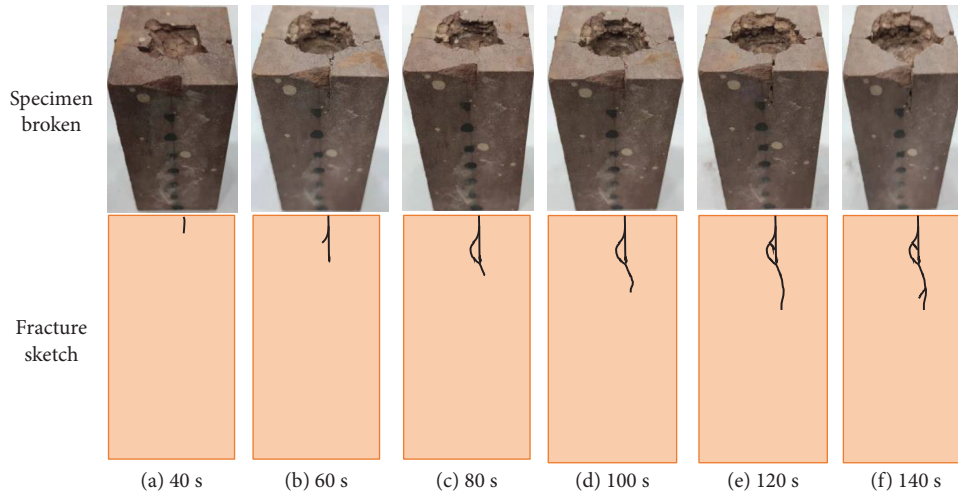 Specimen
broken
Fracture
sketch
(a) 40 s
(b) 60 s
(c) 80 s
(d) 100 s
(e) 120 s
(f) 140 s